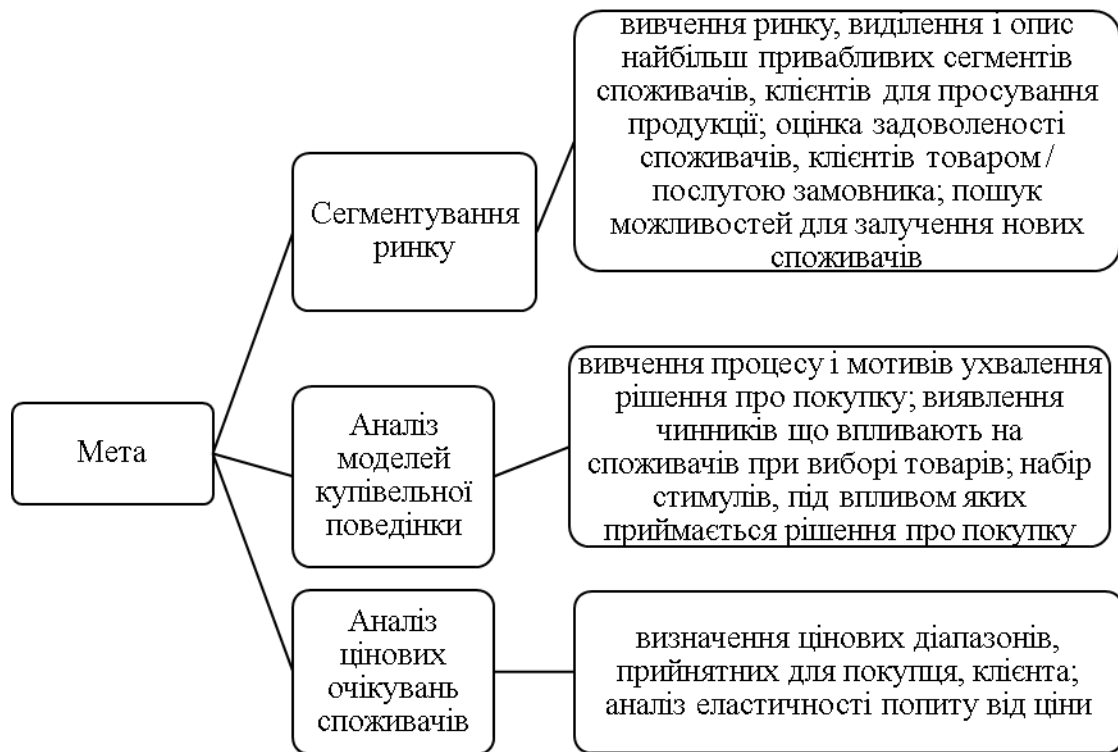 Мета
Сегментування
ринку
вивчення ринку, виділення і опис
найбільш привабливих сегментів
споживачів, клієнтів для просування
продукції; оцінка задоволеності
споживачів, клієнтів товаром /
послугою замовника; пошук
можливостей для залучення нових
споживачів
Аналіз
моделей
купівельної
поведінки
вивчення процесу і мотивів ухвалення
рішення про покупку; виявлення
чинників що впливають на
споживачів при виборі товарів; набір
стимулів, під впливом яких
приймається рішення про покупку
Аналіз
цінових
очікувань
споживачів
визначення цінових діапазонів,
прийнятних для покупця, клієнта;
аналіз еластичності попиту від ціни